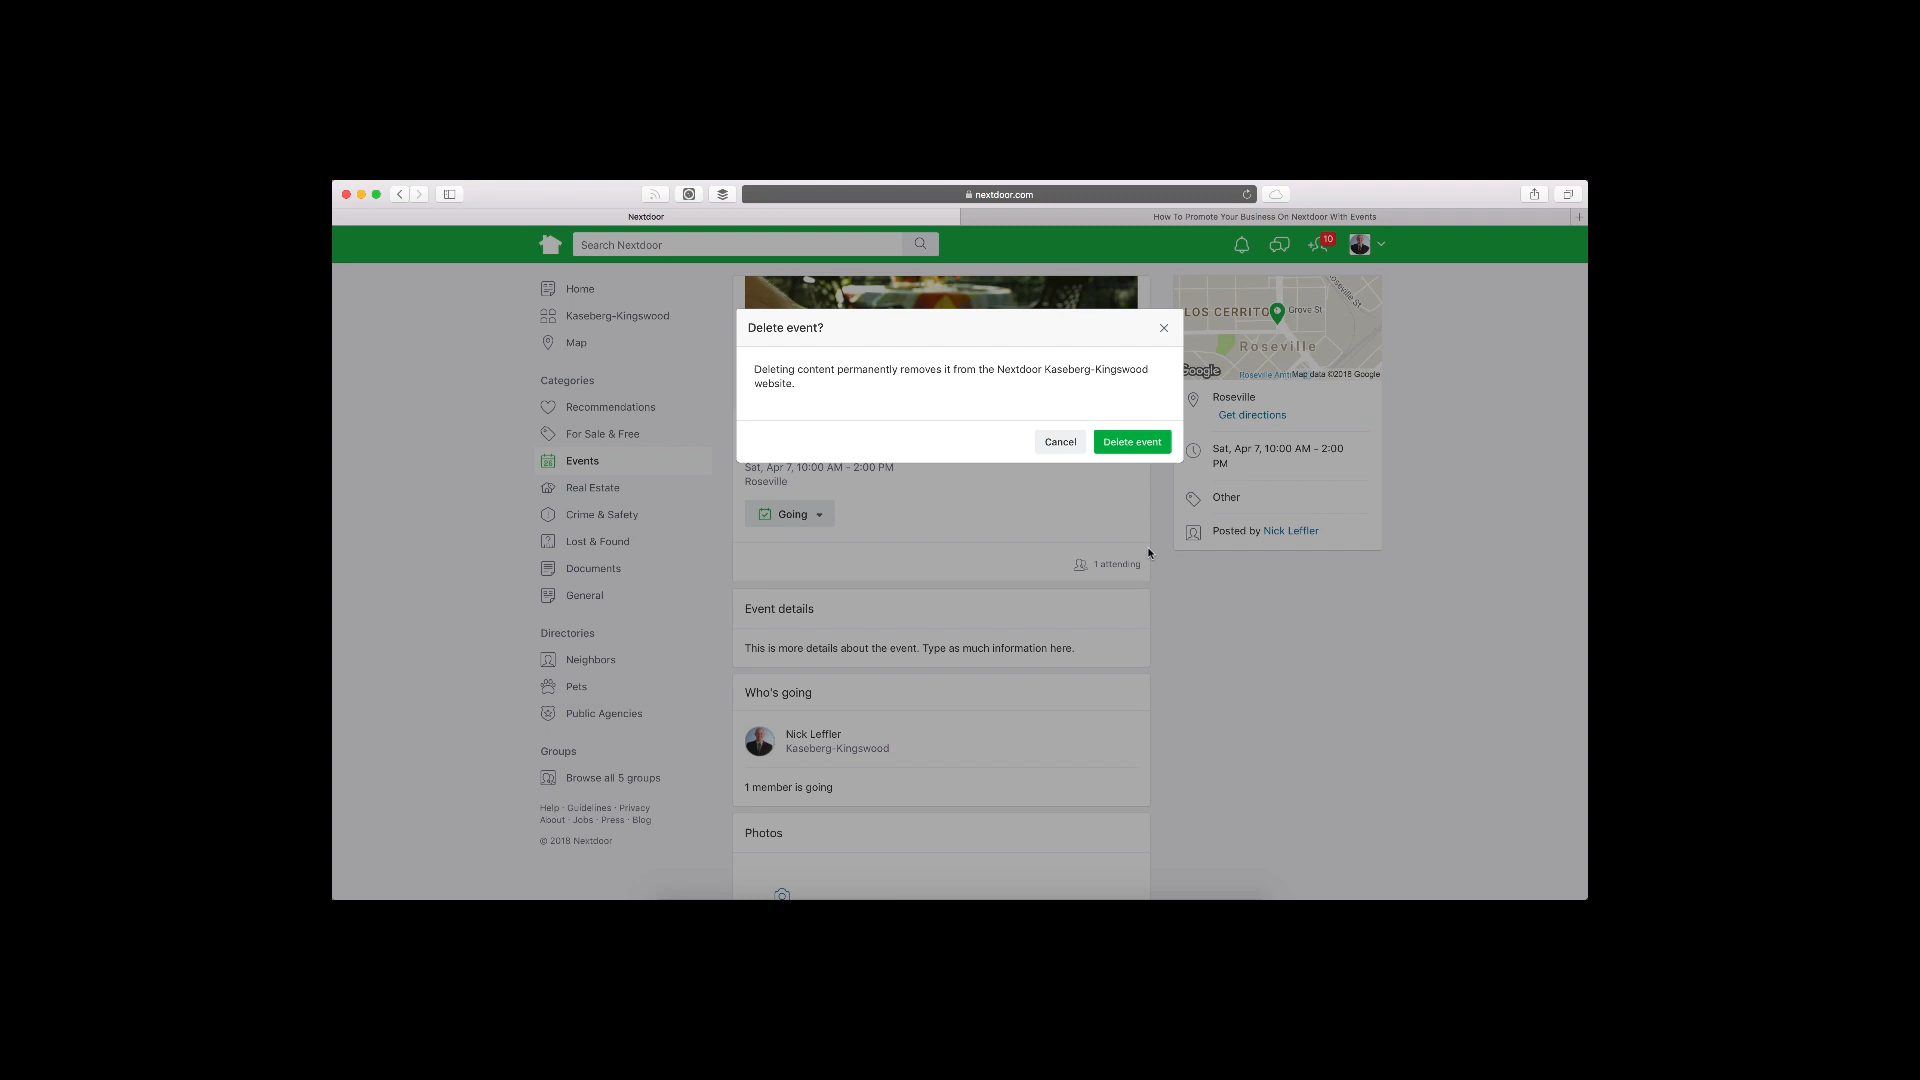 nextdoor.com
Nextdoor
How To Promote Your Business On Nextdoor With Events
Search Nextdoor
10
Home
Kaseberg-Kingswood
Map
Categories
Recommendations
For Sale & Free
Events
Real Estate
Crime & Safety
Lost & Found
Documents
General
Directories
Neighbors
Pets
Public Agencies
Groups
Browse all 5 groups
Help · Guidelines · Privacy
About · Jobs · Press · Blog
© 2018 Nextdoor
Delete event?
Deleting content permanently removes it from the Nextdoor Kaseberg-Kingswood
website.
Cancel
Delete event
Sat, Apr 7, 10:00 AM – 2:00 PM
Roseville
Going
1 attending
Event details
This is more details about the event. Type as much information here.
Who's going
Nick Leffler
Kaseberg-Kingswood
1 member is going
Photos
LOS CERRITO
Grove St
Roseville
Google
Map data ©2018 Google
Roseville
Get directions
Sat, Apr 7, 10:00 AM – 2:00
PM
Other
Posted by Nick Leffler